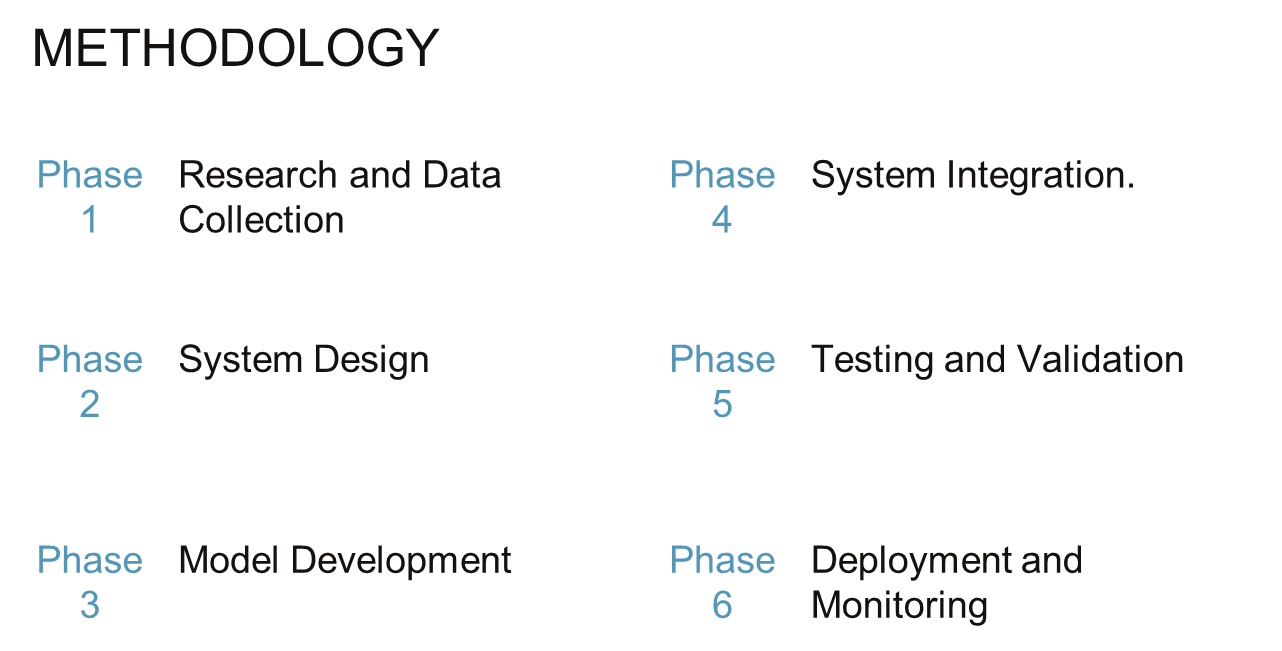 METHODOLOGY
Phase
1
Research and Data
Collection
Phase
2
System Design
Phase
3
Model Development
Phase
4
System Integration.
Phase
5
Testing and Validation
Phase
6
Deployment and
Monitoring